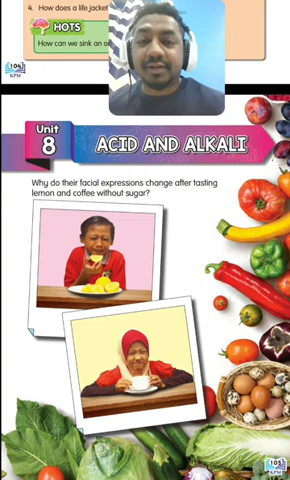 4. How does a life jacket
HOTS
How can we sink an
104
KPM
Unit
8
ACID AND ALKALI
Why do their facial expressions change after tasting
lemon and coffee without sugar?
105
KPM